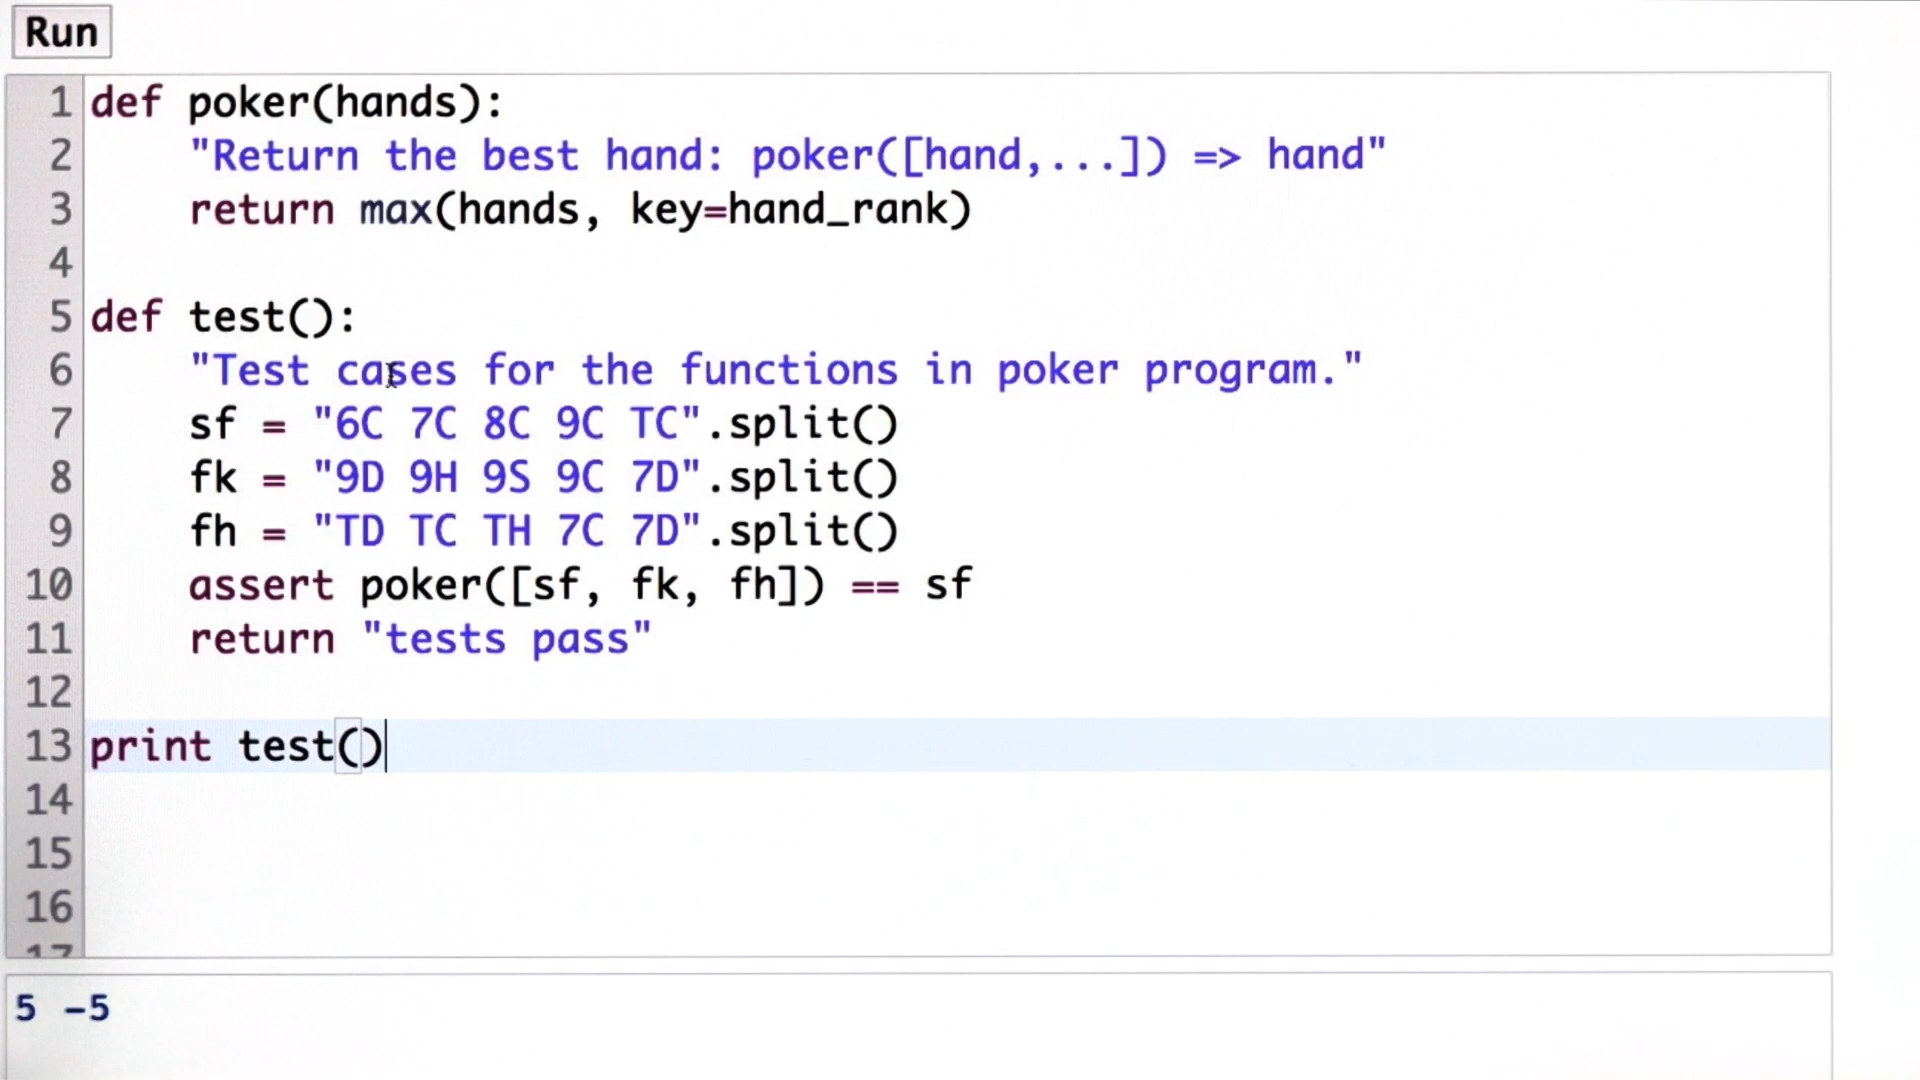 Run
1 def poker(hands):
2     "Return the best hand: poker([hand,...]) => hand"
3     return max(hands, key=hand_rank)
4
5 def test():
6     "Test cases for the functions in poker program."
7     sf = "6C 7C 8C 9C TC".split()
8     fk = "9D 9H 9S 9C 7D".split()
9     fh = "TD TC TH 7C 7D".split()
10     assert poker([sf, fk, fh]) == sf
11     return "tests pass"
12
13 print test()
14
15
16
17
5 -5